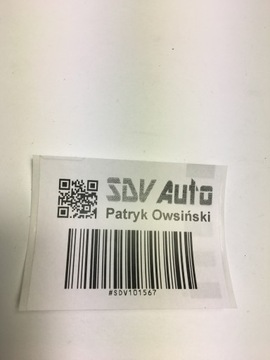 SDV Auto
Patryk Owsiński
#SDV101567